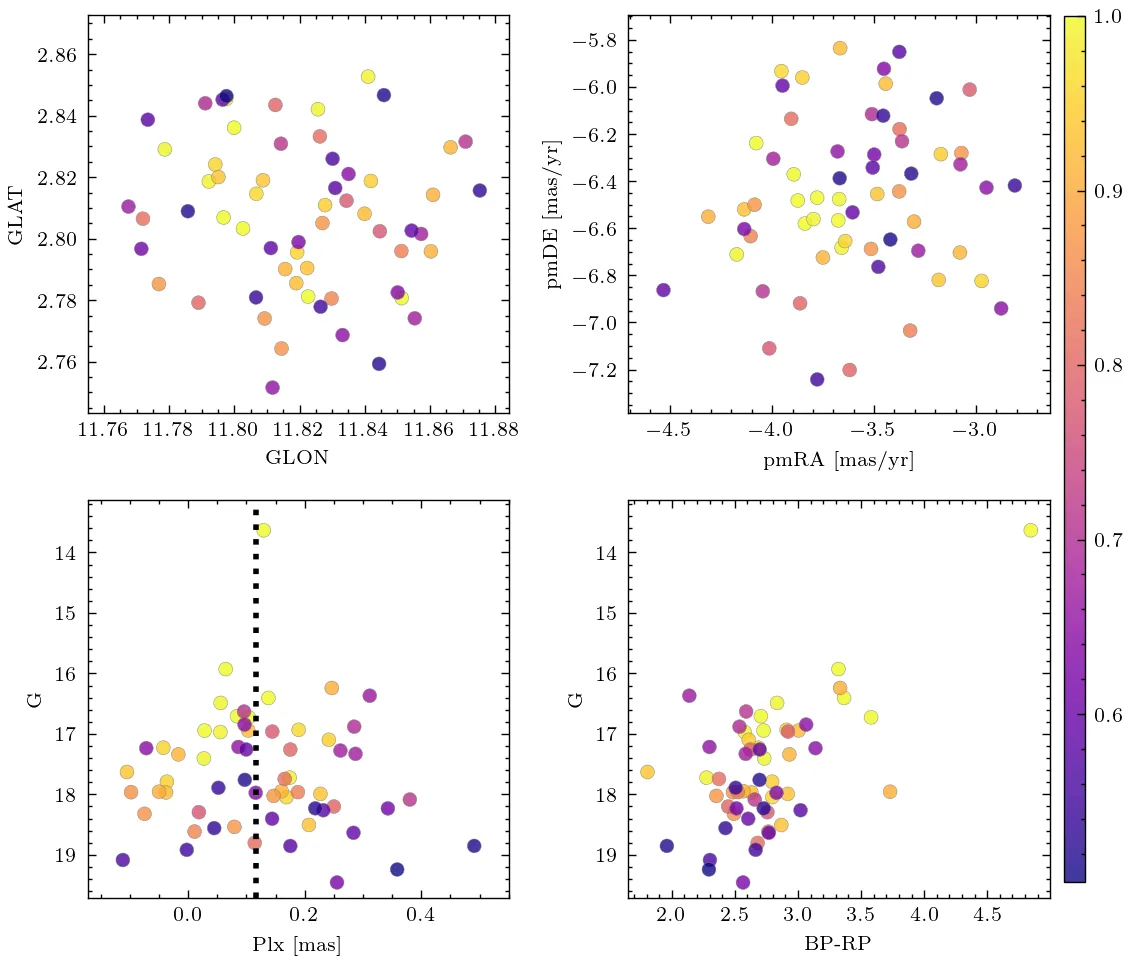 2.86
2.84
2.82
2.80
2.78
2.76
GLAT
11.76 11.78 11.80 11.82 11.84 11.86 11.88
GLON
−5.8
−6.0
−6.2
−6.4
−6.6
−6.8
−7.0
−7.2
pmDE [mas/yr]
−4.5 −4.0 −3.5 −3.0
pmRA [mas/yr]
1.0
0.9
0.8
0.7
0.6
14
15
16
17
18
19
G
0.0 0.2 0.4
Plx [mas]
14
15
16
17
18
19
G
2.0 2.5 3.0 3.5 4.0 4.5
BP-RP